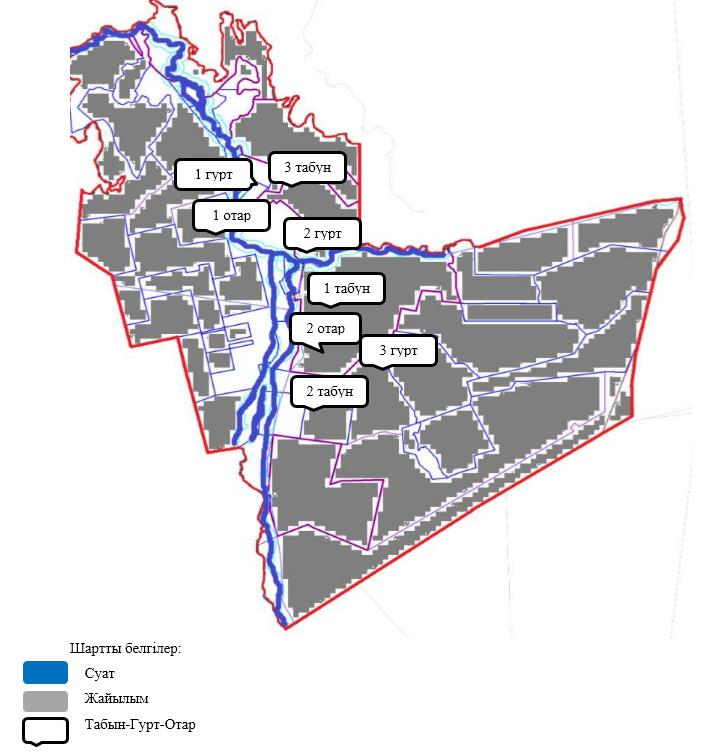 3 табун
1 гурт
1 отар
2 гурт
1 табун
2 отар
3 гурт
2 табун
Шартты белгілер:
Суат
Жайылым
Табын-Гурт-Отар